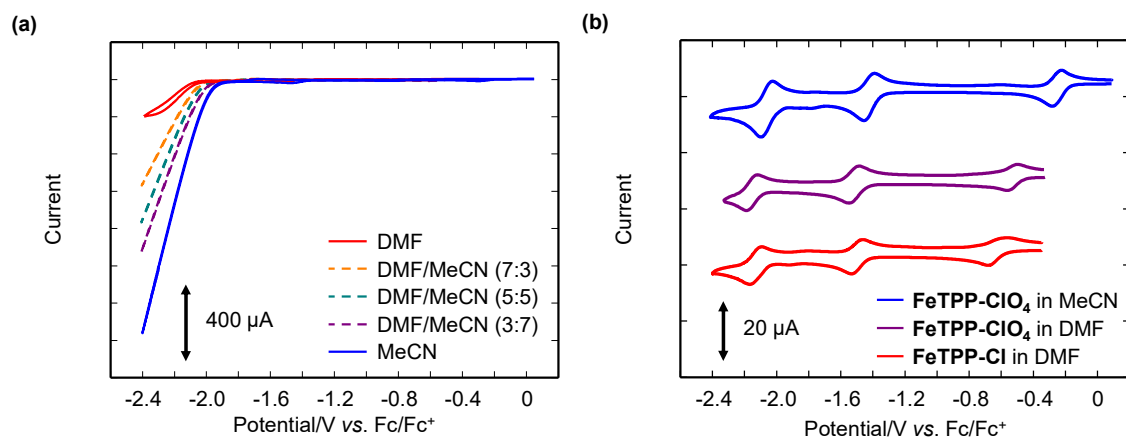 (a)
Current
DMF
DMF/MeCN (7:3)
DMF/MeCN (5:5)
DMF/MeCN (3:7)
MeCN
400 µA
-2.4 -2.0 -1.6 -1.2 -0.8 -0.4 0
Potential/V vs. Fc/Fc⁺
(b)
Current
FeTPP-ClO₄ in MeCN
FeTPP-ClO₄ in DMF
FeTPP-Cl in DMF
20 µA
-2.4 -2.0 -1.6 -1.2 -0.8 -0.4 0
Potential/V vs. Fc/Fc⁺